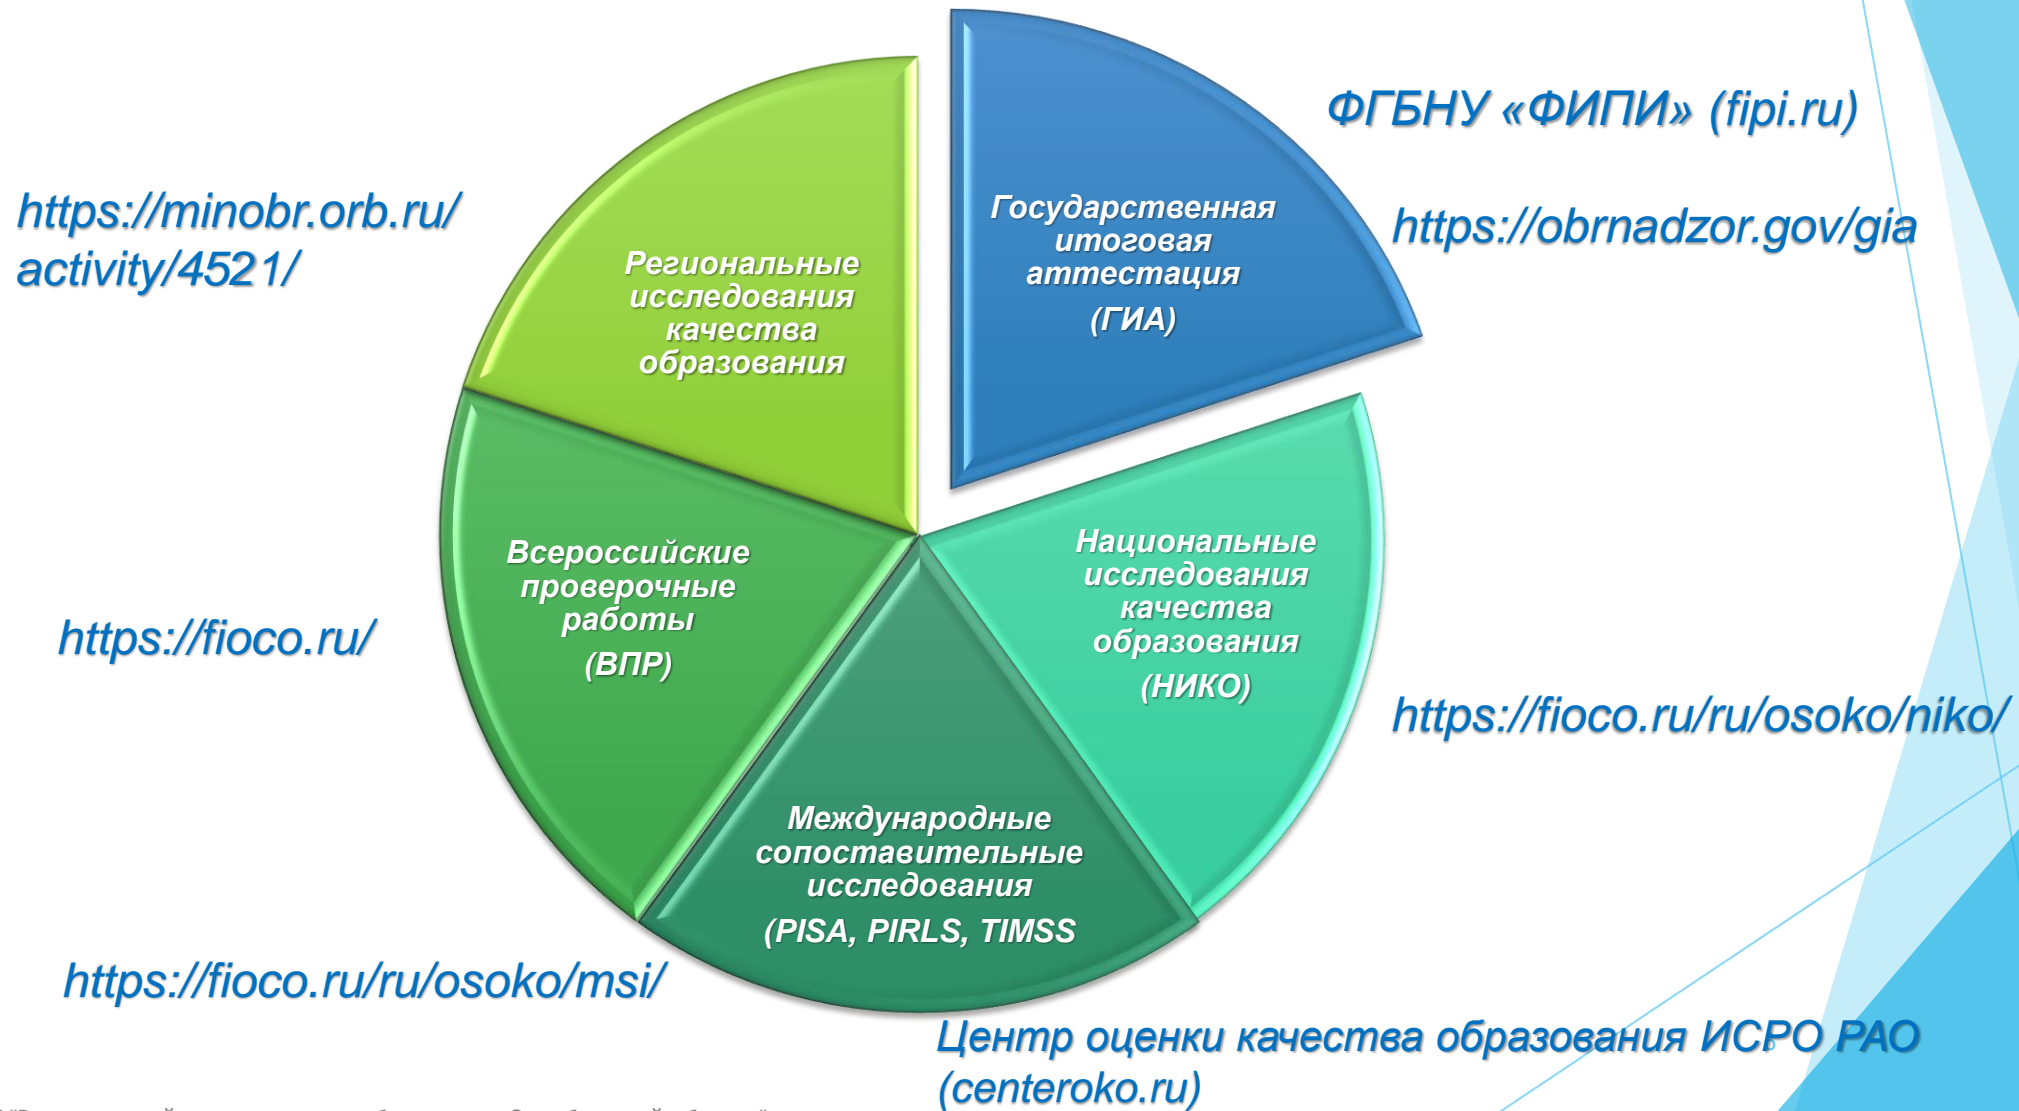 ФГБНУ «ФИПИ» (fipi.ru)
https://obrnadzor.gov/gia
Государственная
итоговая
аттестация
(ГИА)
https://minobr.orb.ru/
activity/4521/
Региональные
исследования
качества
образования
Национальные
исследования
качества
образования
(НИКО)
https://fioco.ru/ru/osoko/niko/
Всероссийские
проверочные
работы
(ВПР)
https://fioco.ru/
Международные
сопоставительные
исследования
(PISA, PIRLS, TIMSS
https://fioco.ru/ru/osoko/msi/
Центр оценки качества образования ИСРО РАО
(centeroko.ru)